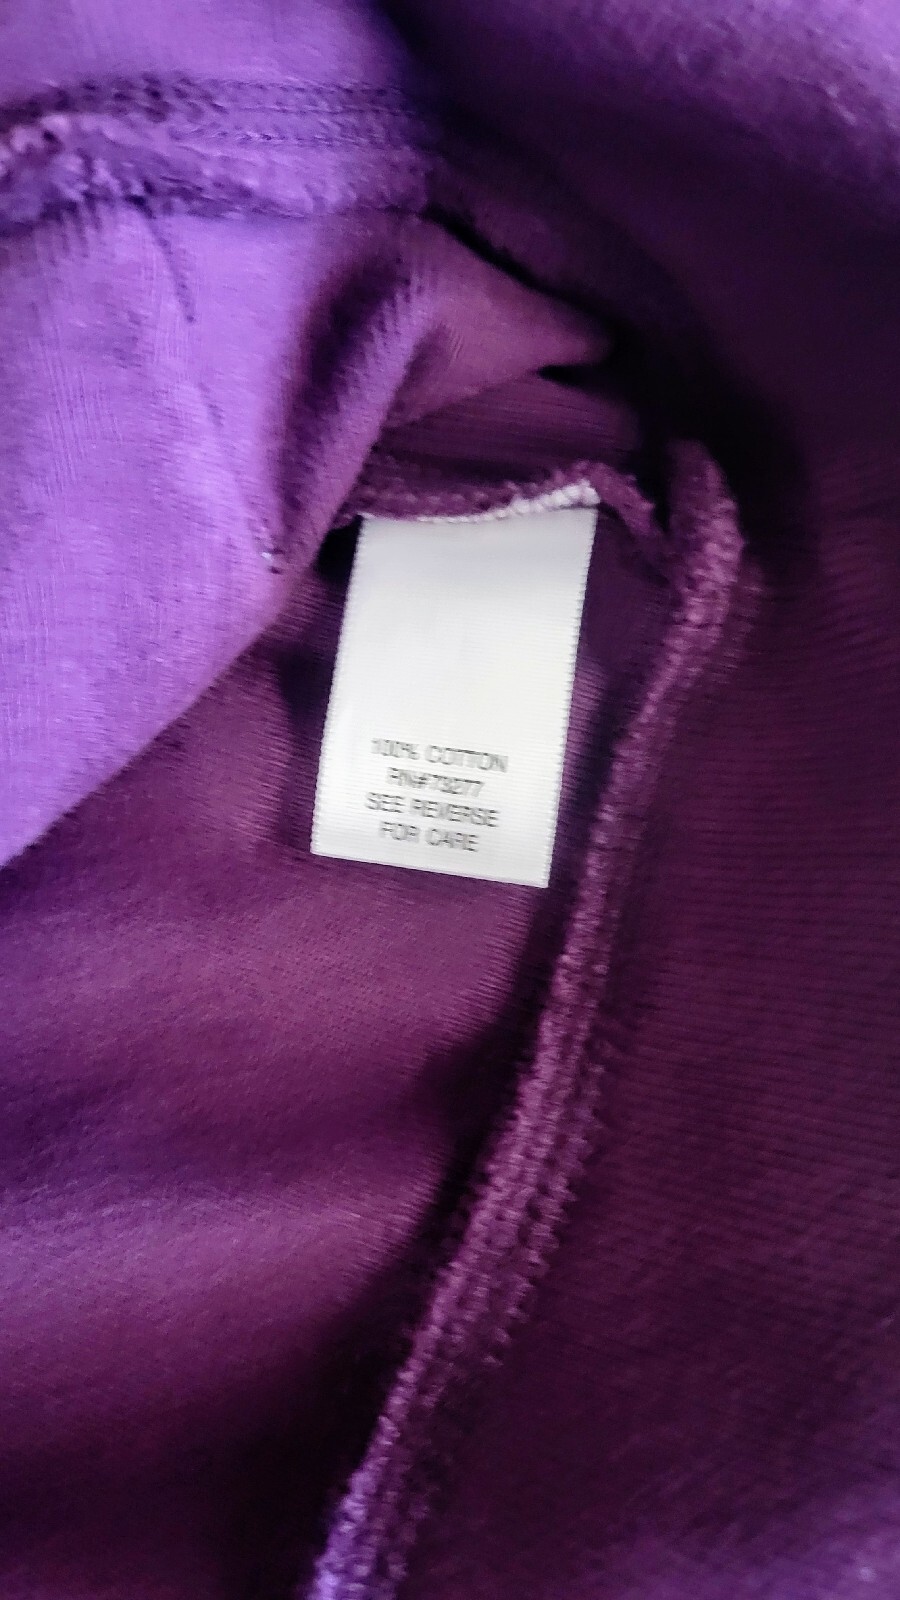 100% COTTON
RN#73277
SEE REVERSE
FOR CARE